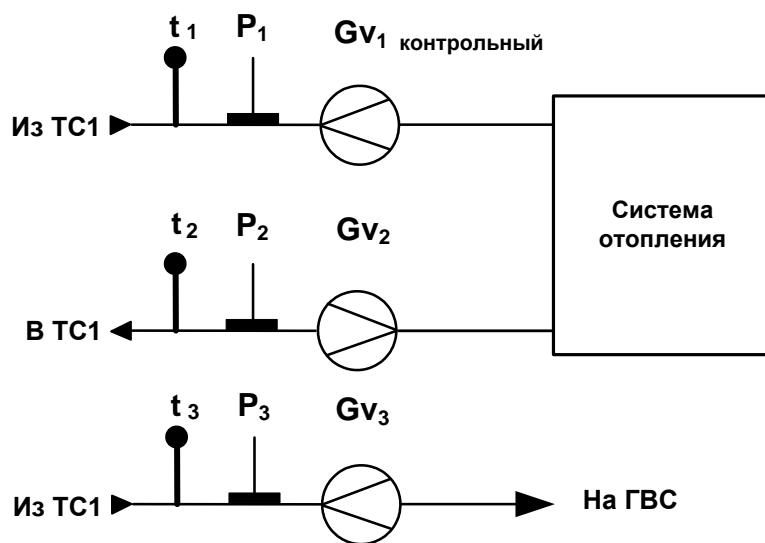 t 1 P1 Gv1 контрольный
Из ТС1
t 2 P2 Gv2
Система
отопления
В ТС1
t 3 P3 Gv3
Из ТС1
На ГВС